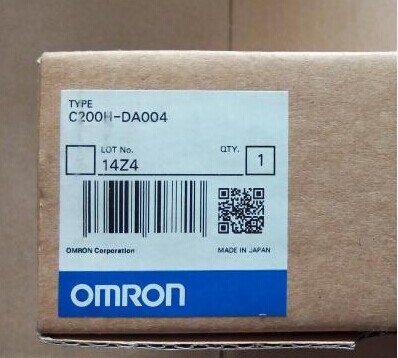 TYPE
C200H-DA004
LOT No.
QTY.
14Z4
1
OMRON Corporation
MADE IN JAPAN
OMRON